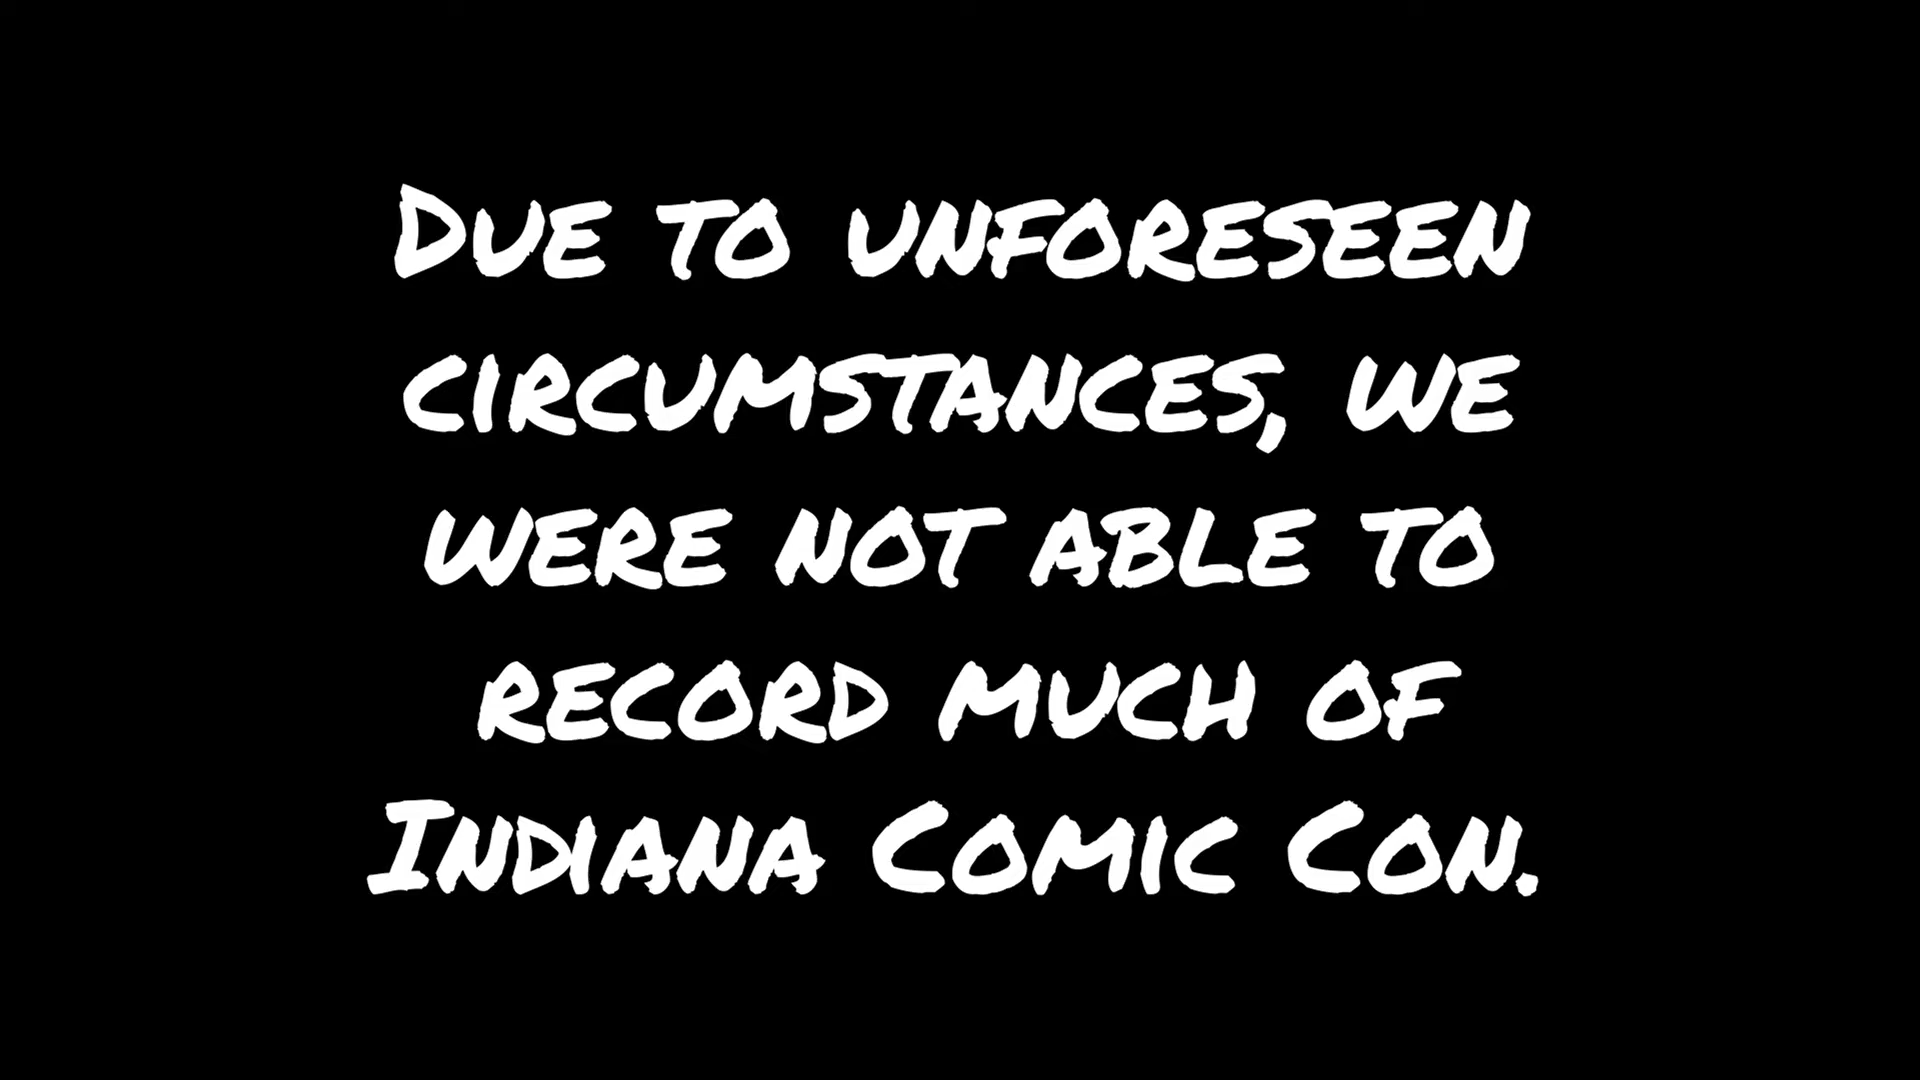 Due to unforeseen
circumstances, we
were not able to
record much of
Indiana Comic Con.